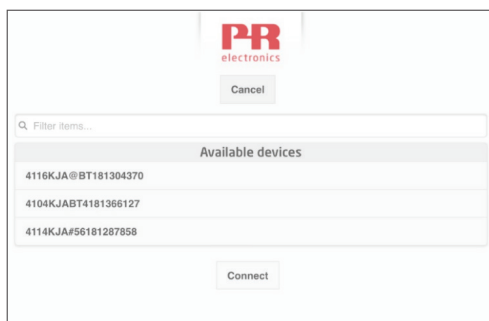 PR
electronics
Cancel
Filter items...
Available devices
4116KJA@BT181304370
4104KJABT4181366127
4114KJA#56181287858
Connect